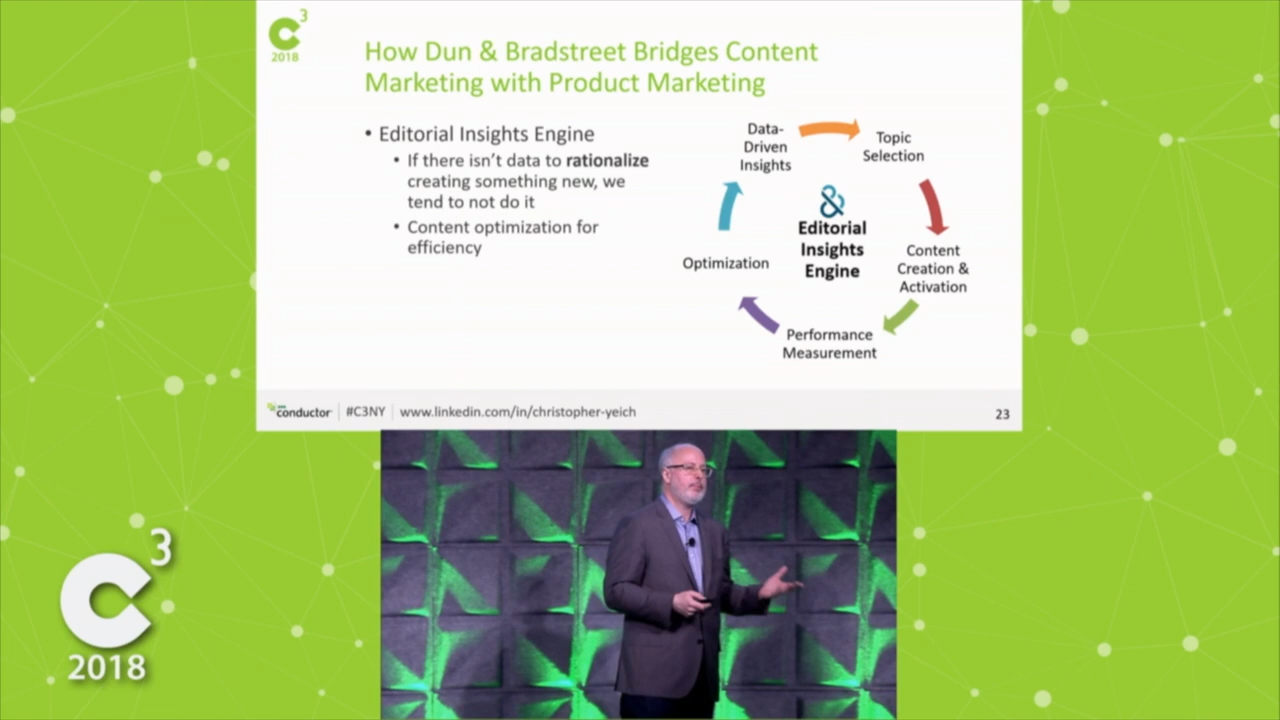 C3
2018
How Dun & Bradstreet Bridges Content
Marketing with Product Marketing
• Editorial Insights Engine
• If there isn’t data to rationalize
creating something new, we
tend to not do it
• Content optimization for
efficiency
Data-
Driven
Insights
Topic
Selection
Content
Creation &
Activation
Performance
Measurement
Optimization
&
Editorial
Insights
Engine
conductor
#C3NY
www.linkedin.com/in/christopher-yeich
23
C3
2018